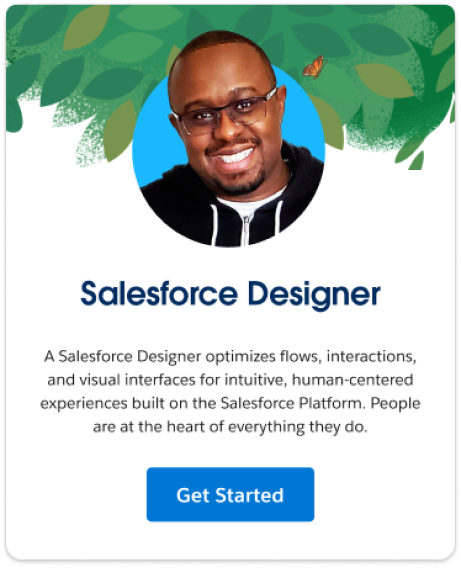 Salesforce Designer
A Salesforce Designer optimizes flows, interactions,
and visual interfaces for intuitive, human-centered
experiences built on the Salesforce Platform. People
are at the heart of everything they do.
Get Started